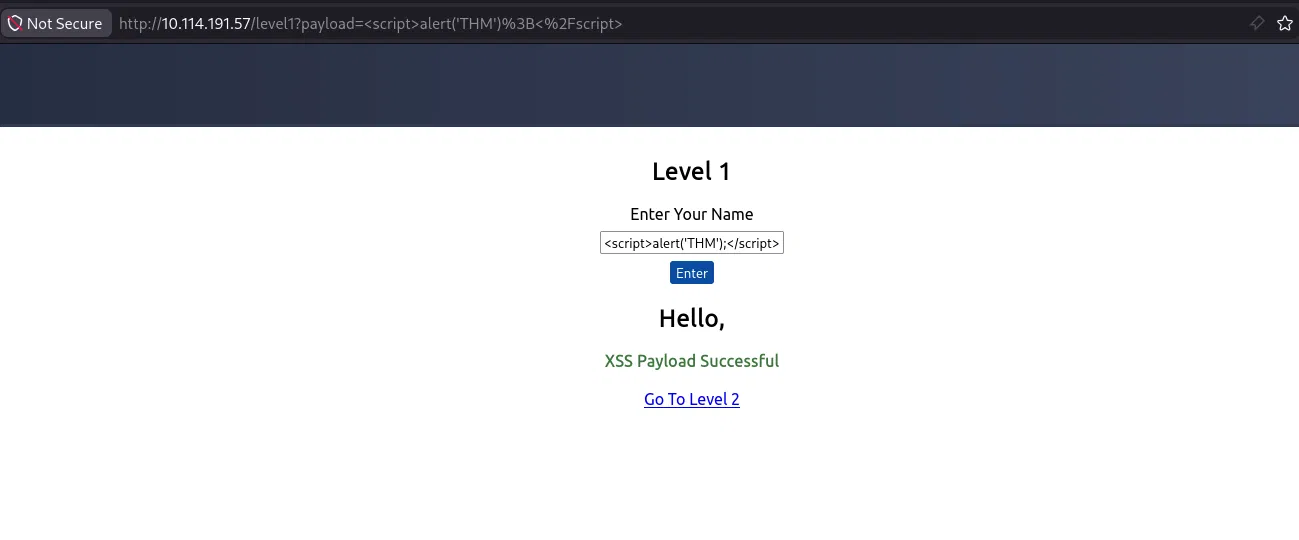 Not Secure http://10.114.191.57/level1?payload=<script>alert('THM')%3B<%2Fscript>
Level 1
Enter Your Name
<script>alert('THM');</script>
Enter
Hello,
XSS Payload Successful
Go To Level 2